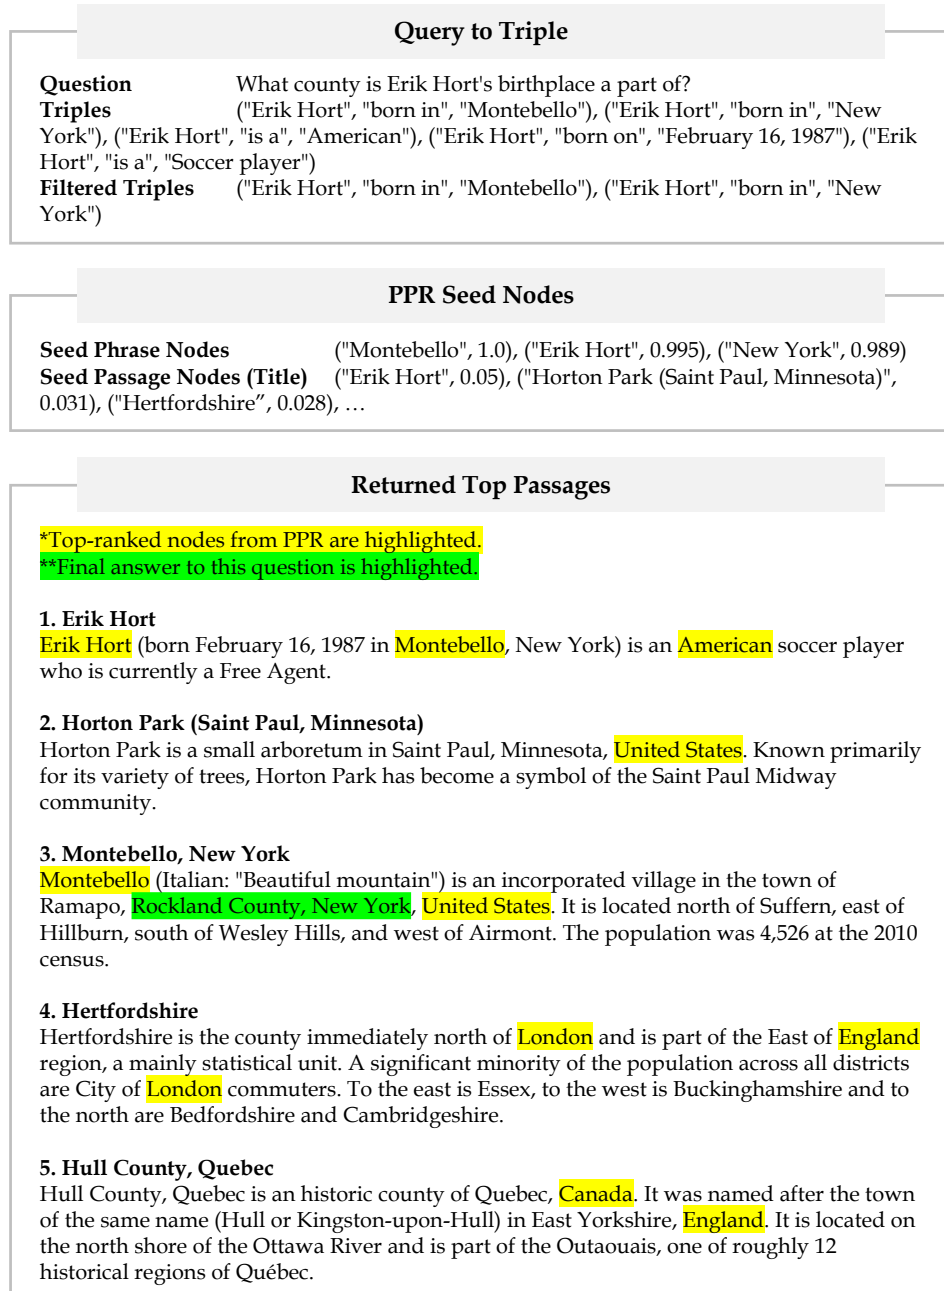 Query to Triple
Question What county is Erik Hort's birthplace a part of?
Triples ("Erik Hort", "born in", "Montebello"), ("Erik Hort", "born in", "New
York"), ("Erik Hort", "is a", "American"), ("Erik Hort", "born on", "February 16, 1987"), ("Erik
Hort", "is a", "Soccer player")
Filtered Triples ("Erik Hort", "born in", "Montebello"), ("Erik Hort", "born in", "New
York")
PPR Seed Nodes
Seed Phrase Nodes ("Montebello", 1.0), ("Erik Hort", 0.995), ("New York", 0.989)
Seed Passage Nodes (Title) ("Erik Hort", 0.05), ("Horton Park (Saint Paul, Minnesota)",
0.031), ("Hertfordshire”, 0.028), …
Returned Top Passages
*Top-ranked nodes from PPR are highlighted.
**Final answer to this question is highlighted.
1. Erik Hort
Erik Hort (born February 16, 1987 in Montebello, New York) is an American soccer player
who is currently a Free Agent.
2. Horton Park (Saint Paul, Minnesota)
Horton Park is a small arboretum in Saint Paul, Minnesota, United States. Known primarily
for its variety of trees, Horton Park has become a symbol of the Saint Paul Midway
community.
3. Montebello, New York
Montebello (Italian: "Beautiful mountain") is an incorporated village in the town of
Ramapo, Rockland County, New York, United States. It is located north of Suffern, east of
Hillburn, south of Wesley Hills, and west of Airmont. The population was 4,526 at the 2010
census.
4. Hertfordshire
Hertfordshire is the county immediately north of London and is part of the East of England
region, a mainly statistical unit. A significant minority of the population across all districts
are City of London commuters. To the east is Essex, to the west is Buckinghamshire and to
the north are Bedfordshire and Cambridgeshire.
5. Hull County, Quebec
Hull County, Quebec is an historic county of Quebec, Canada. It was named after the town
of the same name (Hull or Kingston-upon-Hull) in East Yorkshire, England. It is located on
the north shore of the Ottawa River and is part of the Outaouais, one of roughly 12
historical regions of Québec.